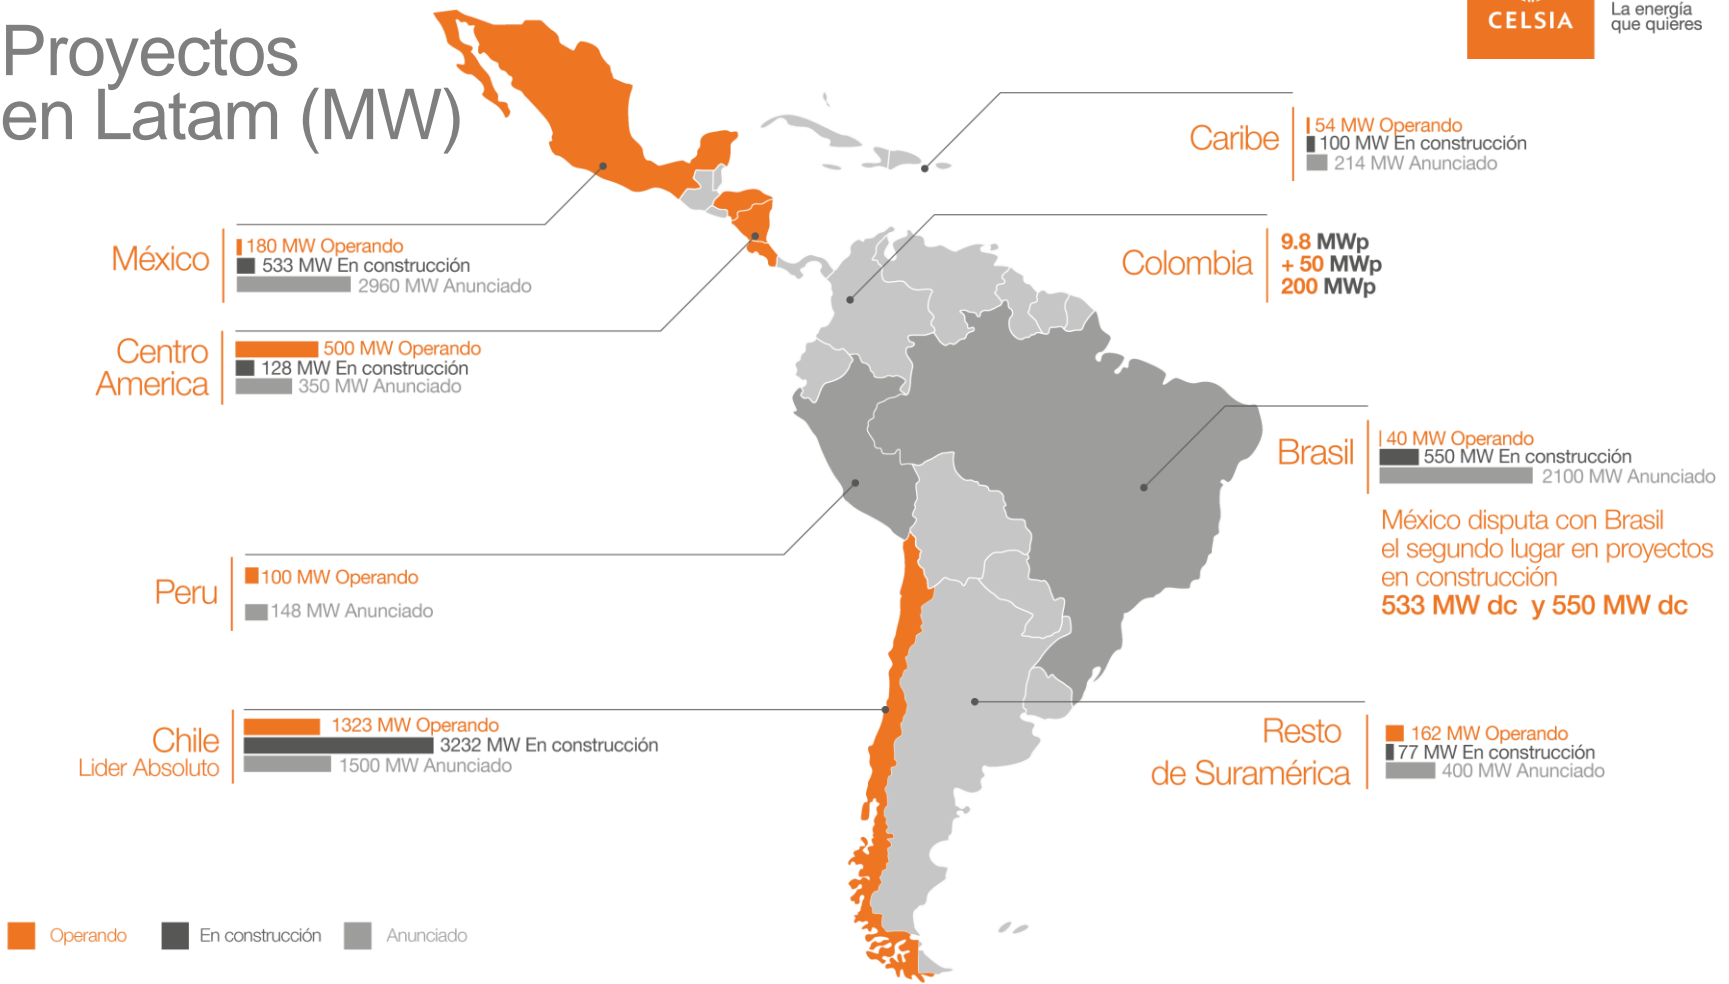 Proyectos
en Latam (MW)
CELSIA
La energía
que quieres
México
180 MW Operando
533 MW En construcción
2960 MW Anunciado
Centro
America
500 MW Operando
128 MW En construcción
350 MW Anunciado
Peru
100 MW Operando
148 MW Anunciado
Chile
Lider Absoluto
1323 MW Operando
3232 MW En construcción
1500 MW Anunciado
Caribe
54 MW Operando
100 MW En construcción
214 MW Anunciado
Colombia
9.8 MWp
+ 50 MWp
200 MWp
Brasil
40 MW Operando
550 MW En construcción
2100 MW Anunciado
México disputa con Brasil
el segundo lugar en proyectos
en construcción
533 MW dc y 550 MW dc
Resto
de Suramérica
162 MW Operando
77 MW En construcción
400 MW Anunciado
Operando
En construcción
Anunciado